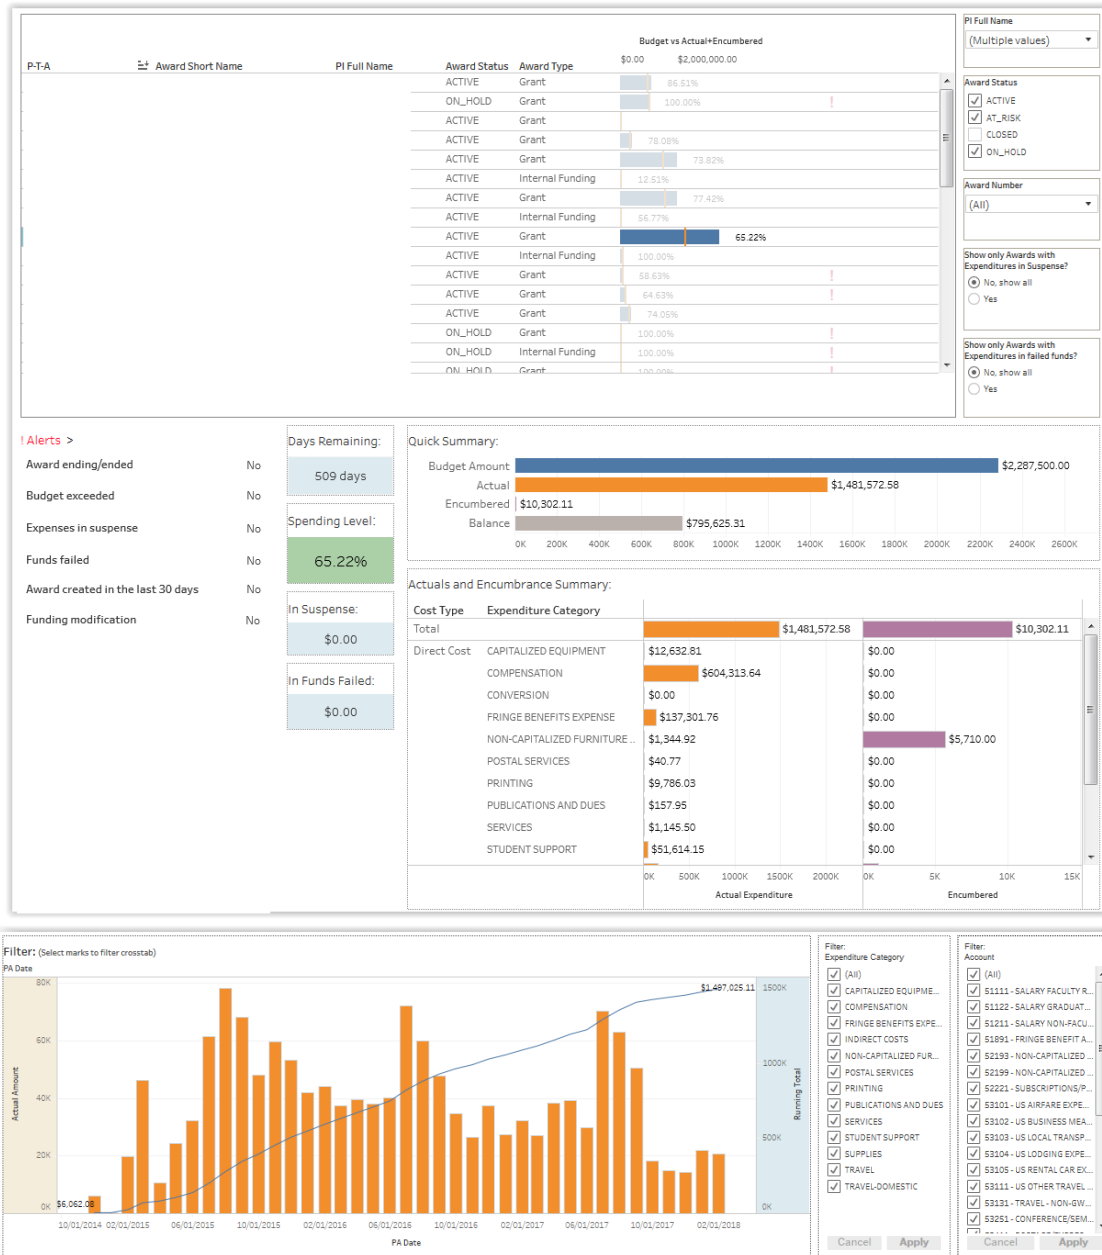 Budget vs Actual+Encumbered
P-T-A Award Short Name PI Full Name Award Status Award Type $0.00 $2,000,000.00
ACTIVE Grant 86.51%
ON_HOLD Grant 100.00% !
ACTIVE Grant
ACTIVE Grant 78.08%
ACTIVE Grant 73.82%
ACTIVE Internal Funding 12.51%
ACTIVE Grant 77.42%
ACTIVE Internal Funding 56.77%
ACTIVE Grant 65.22%
ACTIVE Internal Funding 100.00%
ACTIVE Grant 58.63% !
ACTIVE Grant 64.63% !
ACTIVE Grant 74.05%
ON_HOLD Grant 100.00% !
ON_HOLD Internal Funding 100.00% !
ON_HOLD Grant 100.00% !
PI Full Name
(Multiple values)
Award Status
ACTIVE
AT_RISK
CLOSED
ON_HOLD
Award Number
(All)
Show only Awards with
Expenditures in Suspense?
No, show all
Yes
Show only Awards with
Expenditures in failed funds?
No, show all
Yes
! Alerts >
Award ending/ended No
Budget exceeded No
Expenses in suspense No
Funds failed No
Award created in the last 30 days No
Funding modification No
Days Remaining:
509 days
Spending Level:
65.22%
In Suspense:
$0.00
In Funds Failed:
$0.00
Quick Summary:
Budget Amount $2,287,500.00
Actual $1,481,572.58
Encumbered $10,302.11
Balance $795,625.31
0K 200K 400K 600K 800K 1000K 1200K 1400K 1600K 1800K 2000K 2200K 2400K 2600K
Actuals and Encumbrance Summary:
Cost Type Expenditure Category
Total $1,481,572.58 $10,302.11
Direct Cost CAPITALIZED EQUIPMENT $12,632.81 $0.00
COMPENSATION $604,313.64 $0.00
CONVERSION $0.00 $0.00
FRINGE BENEFITS EXPENSE $137,301.76 $0.00
NON-CAPITALIZED FURNITURE .. $1,344.92 $5,710.00
POSTAL SERVICES $40.77 $0.00
PRINTING $9,786.03 $0.00
PUBLICATIONS AND DUES $157.95 $0.00
SERVICES $1,145.50 $0.00
STUDENT SUPPORT $51,614.15 $0.00
0K 500K 1000K 1500K 2000K 0K 5K 10K 15K
Actual Expenditure Encumbered
Filter: (Select marks to filter crosstab)
PA Date
80K
60K
40K
20K
0K
Actual Amount
$6,062.08
$1,497,025.11
1500K
1000K
500K
0K
Running Total
10/01/2014 02/01/2015 06/01/2015 10/01/2015 02/01/2016 06/01/2016 10/01/2016 02/01/2017 06/01/2017 10/01/2017 02/01/2018
PA Date
Filter:
Expenditure Category
(All)
CAPITALIZED EQUIPME...
COMPENSATION
FRINGE BENEFITS EXPE...
INDIRECT COSTS
NON-CAPITALIZED FUR...
POSTAL SERVICES
PRINTING
PUBLICATIONS AND DUES
SERVICES
STUDENT SUPPORT
SUPPLIES
TRAVEL
TRAVEL-DOMESTIC
Cancel Apply
Filter:
Account
(All)
51111 - SALARY FACULTY R...
51122 - SALARY GRADUAT...
51211 - SALARY NON-FACU...
51891 - FRINGE BENEFIT A...
52193 - NON-CAPITALIZED ...
52199 - NON-CAPITALIZED ...
52221 - SUBSCRIPTIONS/P...
53101 - US AIRFARE EXPE...
53102 - US BUSINESS MEA...
53103 - US LOCAL TRANSP...
53104 - US LODGING EXPE...
53105 - US RENTAL CAR EX...
53111 - US OTHER TRAVEL ...
53131 - TRAVEL - NON-GW...
53251 - CONFERENCE/SEM...
Cancel Apply